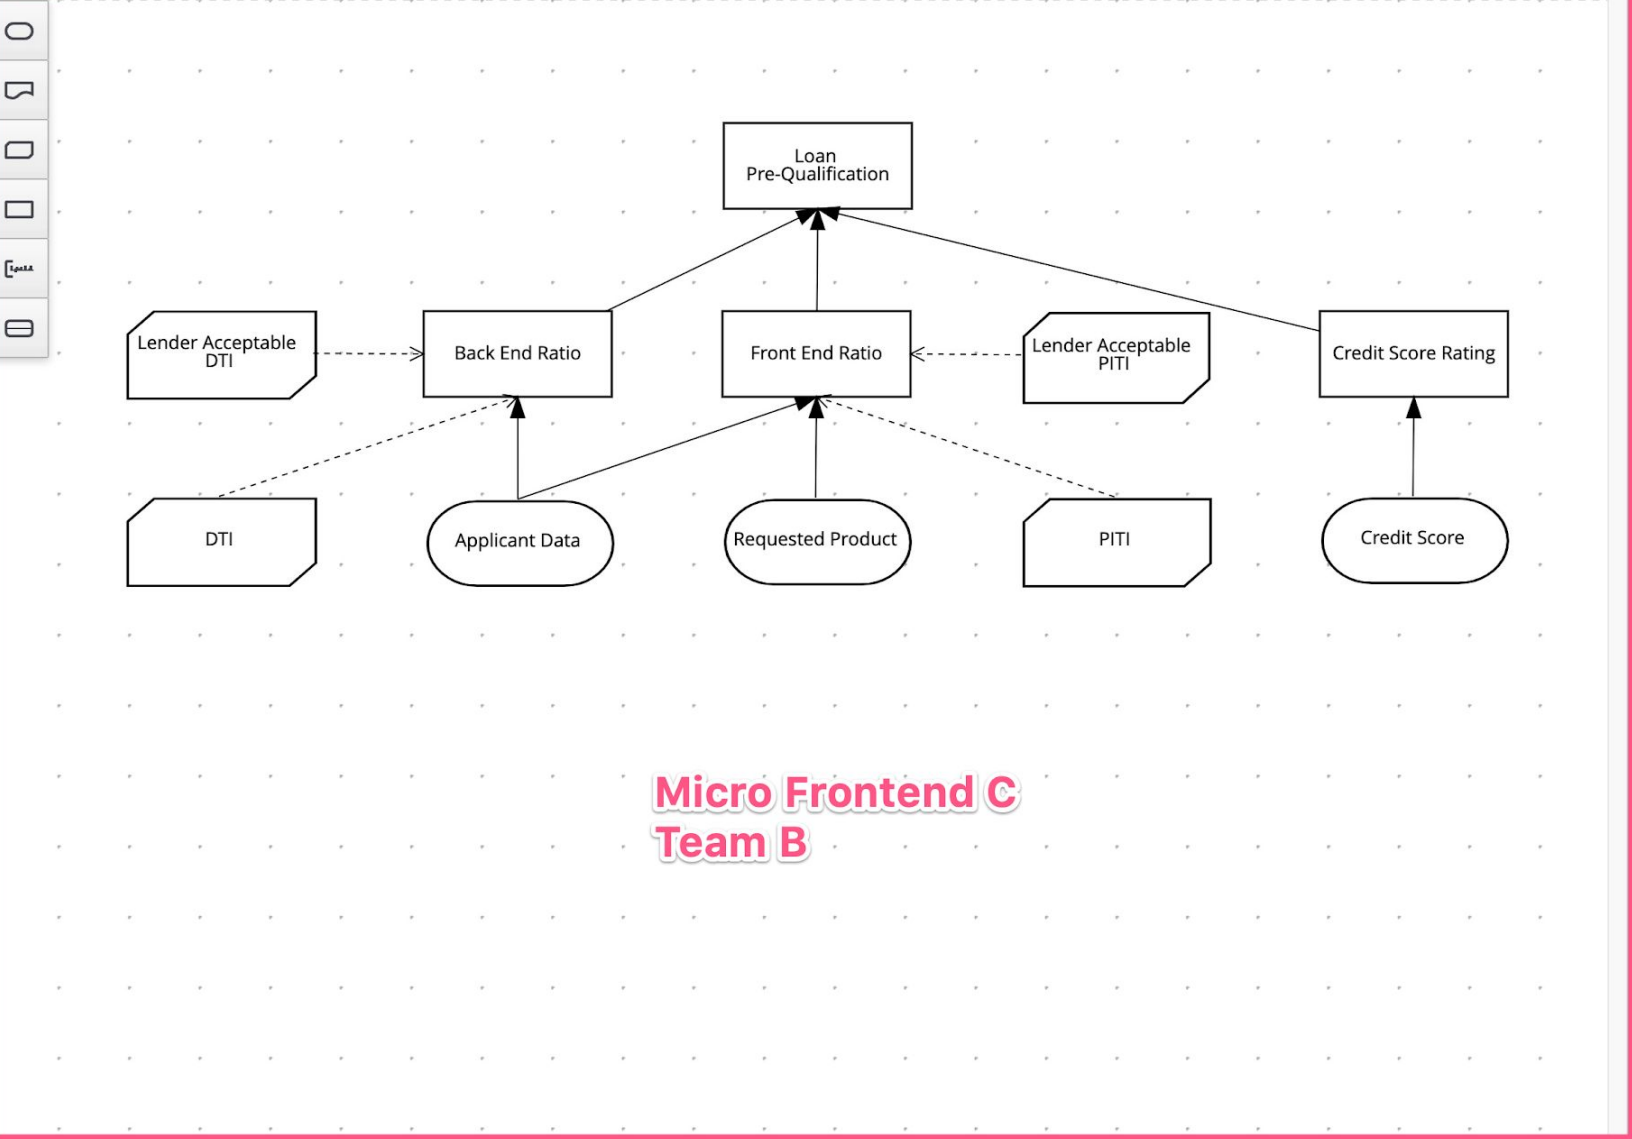 Loan
Pre-Qualification
Lender Acceptable
DTI
Back End Ratio
Front End Ratio
Lender Acceptable
PITI
Credit Score Rating
DTI
Applicant Data
Requested Product
PITI
Credit Score
Micro Frontend C
Team B